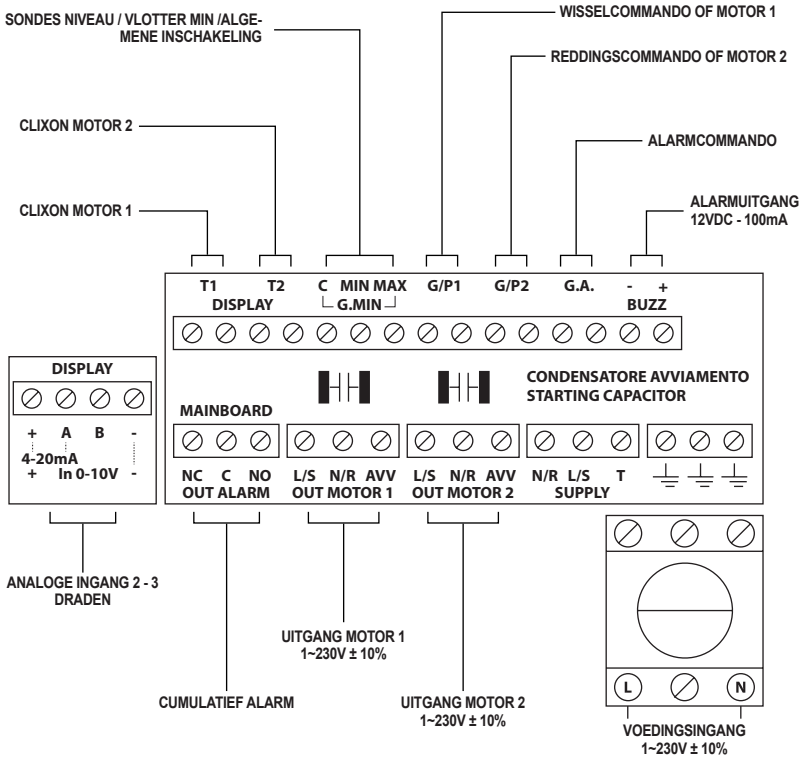 WISSELCOMMANDO OF MOTOR 1
SONDES NIVEAU / VLOTTER MIN /ALGE-
MENE INSCHAKELING
REDDINGSCOMMANDO OF MOTOR 2
CLIXON MOTOR 2
ALARMCOMMANDO
CLIXON MOTOR 1
ALARMUITGANG
12VDC - 100mA
T1 T2 C MIN MAX G/P1 G/P2 G.A. - +
DISPLAY G.MIN BUZZ
DISPLAY
CONDENSATORE AVVIAMENTO
STARTING CAPACITOR
MAINBOARD
+ A B -
4-20mA
+ In 0-10V -
NC C NO L/S N/R AVV L/S N/R AVV N/R L/S T
OUT ALARM OUT MOTOR 1 OUT MOTOR 2 SUPPLY
ANALOGE INGANG 2 - 3
DRADEN
UITGANG MOTOR 1
1~230V ± 10%
CUMULATIEF ALARM
UITGANG MOTOR 2
1~230V ± 10%
L N
VOEDINGSINGANG
1~230V ± 10%